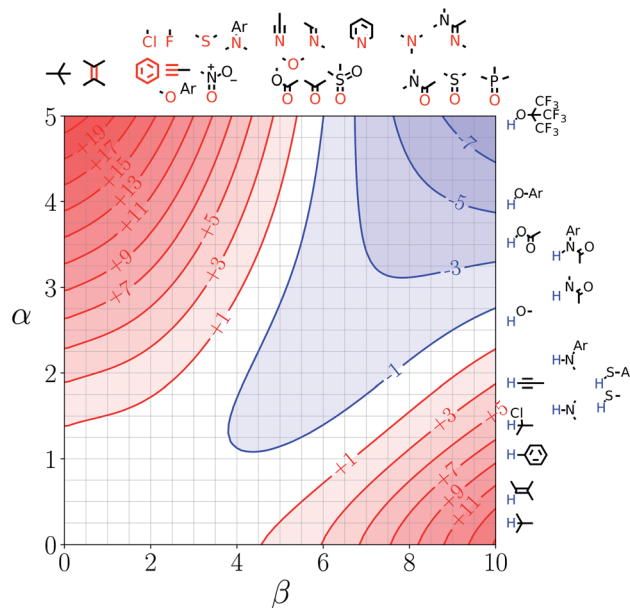 Ar
Cl F S N N N N N N
O
N+ O−
O Ar O
O O O S O
O O
N S P
O O O
5
4
3
2
1
0
α
0 2 4 6 8 10
β
+19
+17
+15
+13
+11
+9
+7
+5
+3
+1
-7
-5
-3
-1
+1
+3
+5
+7
+9
+11
H O CF3
CF3
CF3
H O-Ar
H O O
Ar
H N O
H N O
H O-
Ar
H-N
H
S-A
H
S-
H
H-N
Cl
H
H
H
H